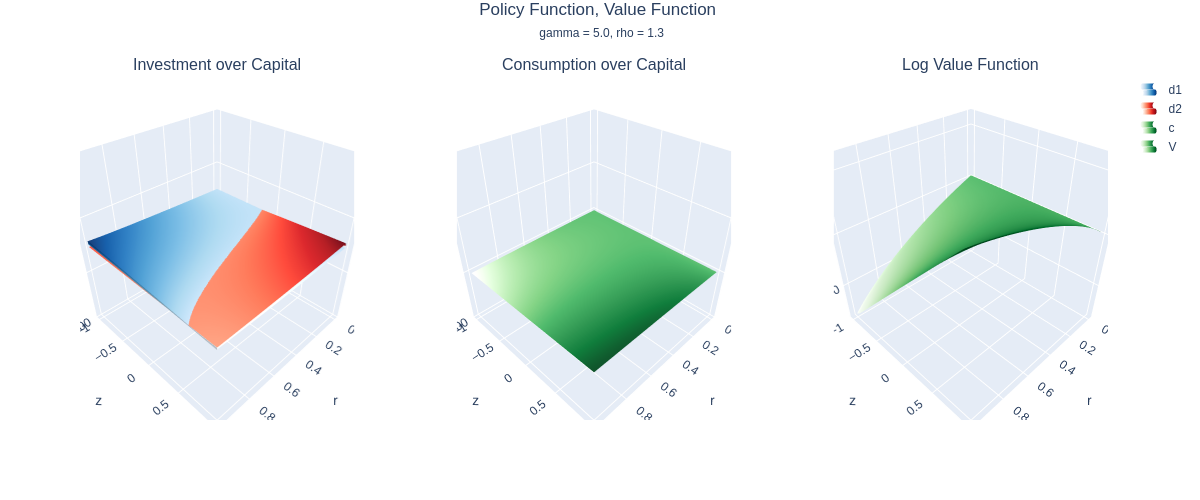 Policy Function, Value Function
gamma = 5.0, rho = 1.3
Investment over Capital
Consumption over Capital
Log Value Function
d1
d2
c
V
−0.5
0
0.5
z
0
0.2
0.4
0.6
0.8
r
−0.5
0
0.5
z
0
0.2
0.4
0.6
0.8
r
0
−1
−0.5
0
0.5
z
0
0.2
0.4
0.6
0.8
r